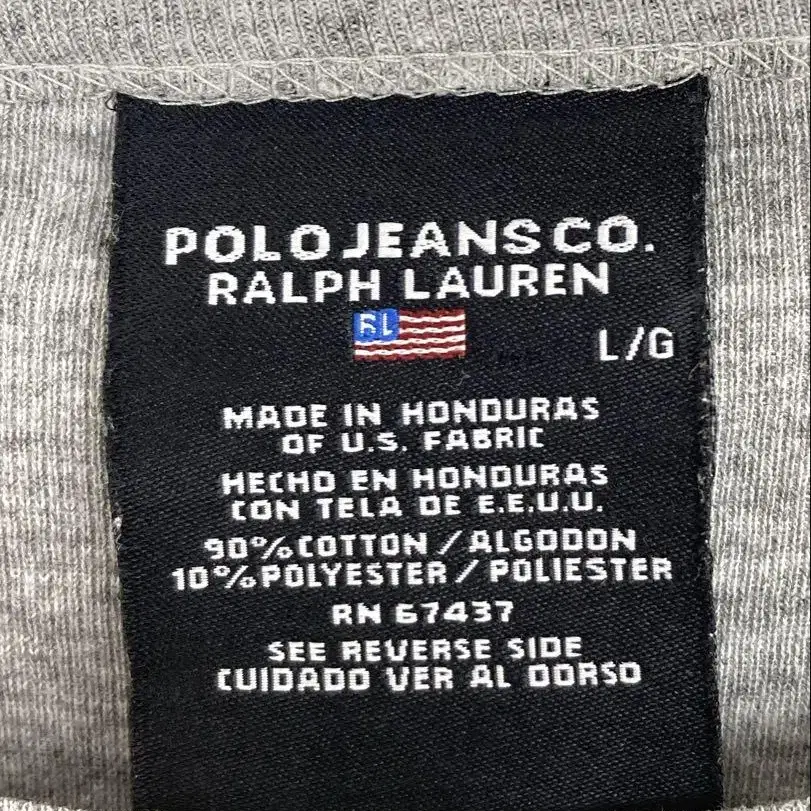 POLO JEANS CO.
RALPH LAUREN
RL
L/G
MADE IN HONDURAS
OF U.S. FABRIC
HECHO EN HONDURAS
CON TELA DE E.E.U.U.
90% COTTON / ALGODON
10% POLYESTER / POLIESTER
RN 67437
SEE REVERSE SIDE
CUIDADO VER AL DORSO